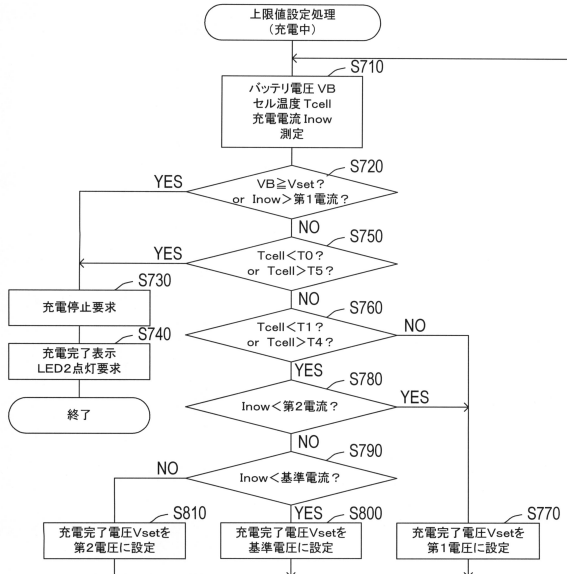 上限値設定処理
(充電中)
S710
バッテリ電圧 VB
セル温度 Tcell
充電電流 Inow
測定
S720
VB≧Vset?
or Inow>第1電流?
YES
NO
S750
Tcell<T0?
or Tcell>T5?
YES
NO
S730
充電停止要求
S740
充電完了表示
LED2点灯要求
終了
S760
Tcell<T1?
or Tcell>T4?
NO
YES
S780
Inow<第2電流?
YES
NO
S790
Inow<基準電流?
NO
YES
S810
充電完了電圧Vsetを
第2電圧に設定
S800
充電完了電圧Vsetを
基準電圧に設定
S770
充電完了電圧Vsetを
第1電圧に設定